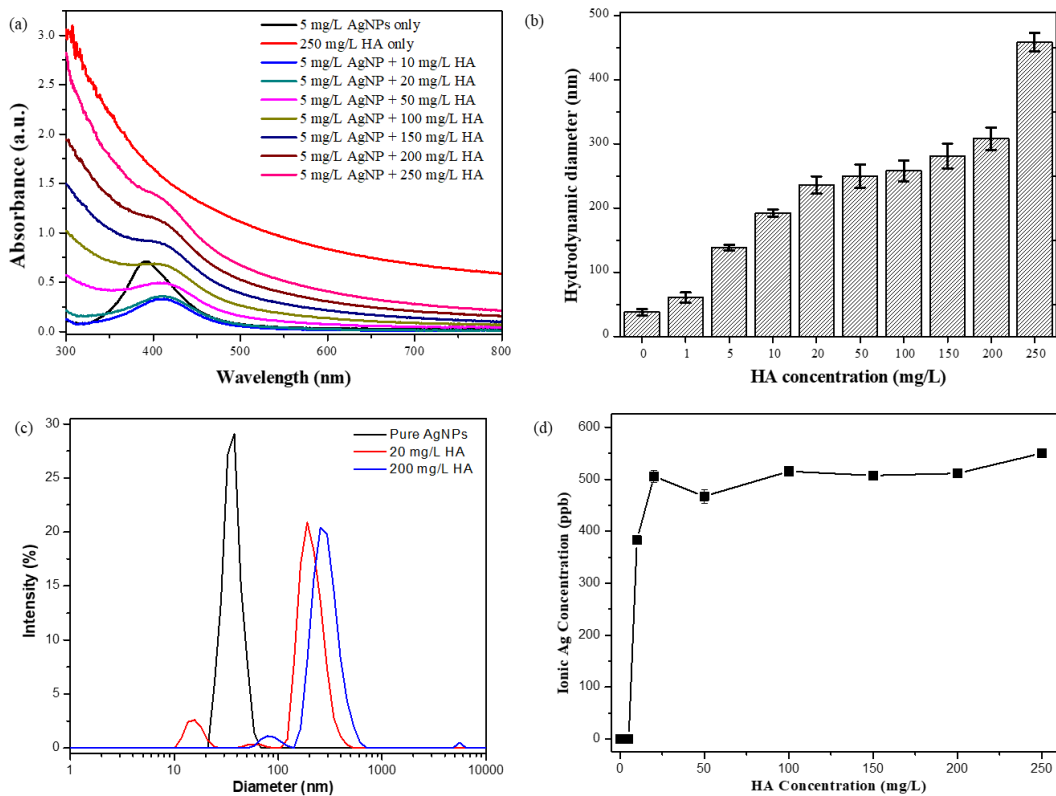 (a)
5 mg/L AgNPs only
250 mg/L HA only
5 mg/L AgNP + 10 mg/L HA
5 mg/L AgNP + 20 mg/L HA
5 mg/L AgNP + 50 mg/L HA
5 mg/L AgNP + 100 mg/L HA
5 mg/L AgNP + 150 mg/L HA
5 mg/L AgNP + 200 mg/L HA
5 mg/L AgNP + 250 mg/L HA
Absorbance (a.u.)
3.0
2.5
2.0
1.5
1.0
0.5
0.0
300 400 500 600 700 800
Wavelength (nm)
(b)
Hydrodynamic diameter (nm)
500
400
300
200
100
0
0 1 5 10 20 50 100 150 200 250
HA concentration (mg/L)
(c)
Pure AgNPs
20 mg/L HA
200 mg/L HA
Intensity (%)
30
25
20
15
10
5
0
1 10 100 1000 10000
Diameter (nm)
(d)
Ionic Ag Concentration (ppb)
600
500
400
300
200
100
0
0 50 100 150 200 250
HA Concentration (mg/L)